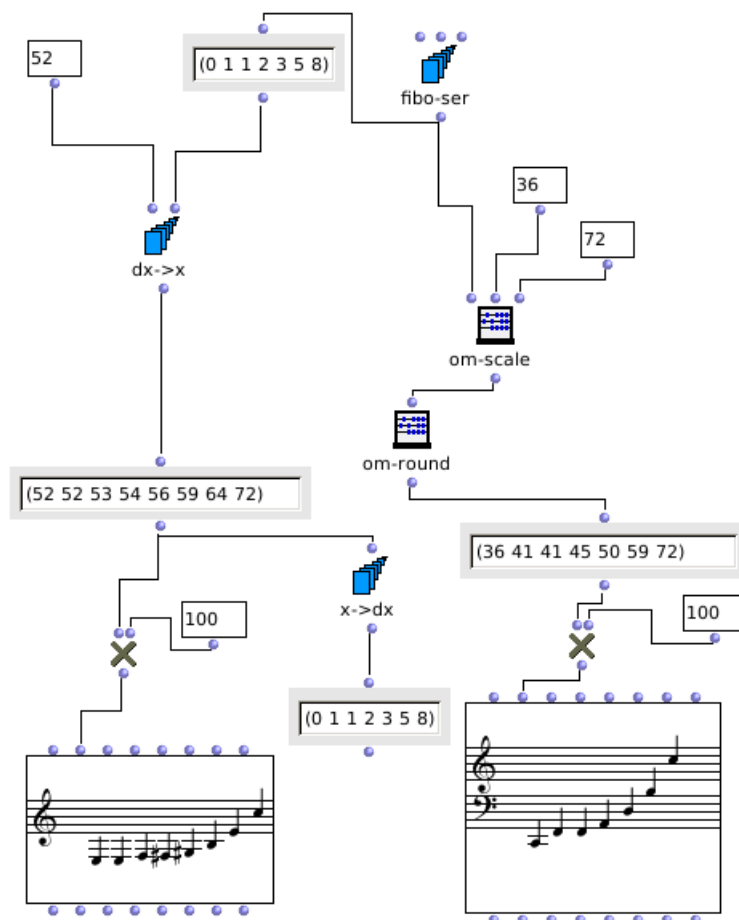 52
(0 1 1 2 3 5 8)
fibo-ser
36
72
dx->x
om-scale
om-round
(52 52 53 54 56 59 64 72)
(36 41 41 45 50 59 72)
x->dx
100
100
(0 1 1 2 3 5 8)